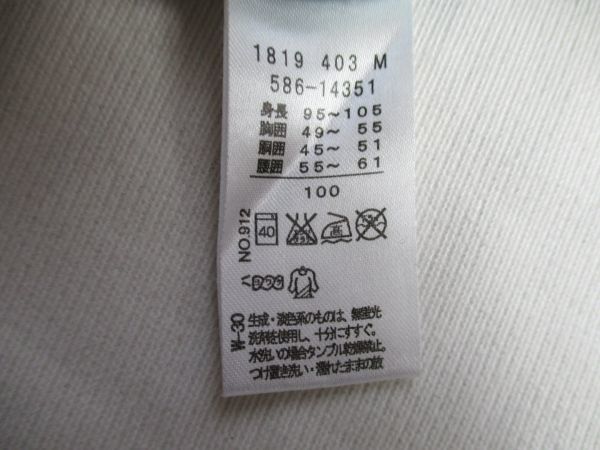 1819 403 M
586-14351
身長 95～105
胸囲 49～ 55
胴囲 45～ 51
腰囲 55～ 61
100
NO.912
40
高
W-30
生成・淡色系のものは、無蛍光
洗剤を使用し、十分にすすぐ。
水洗いの場合タンブル乾燥禁止。
つけ置き洗い・濡れたままの放